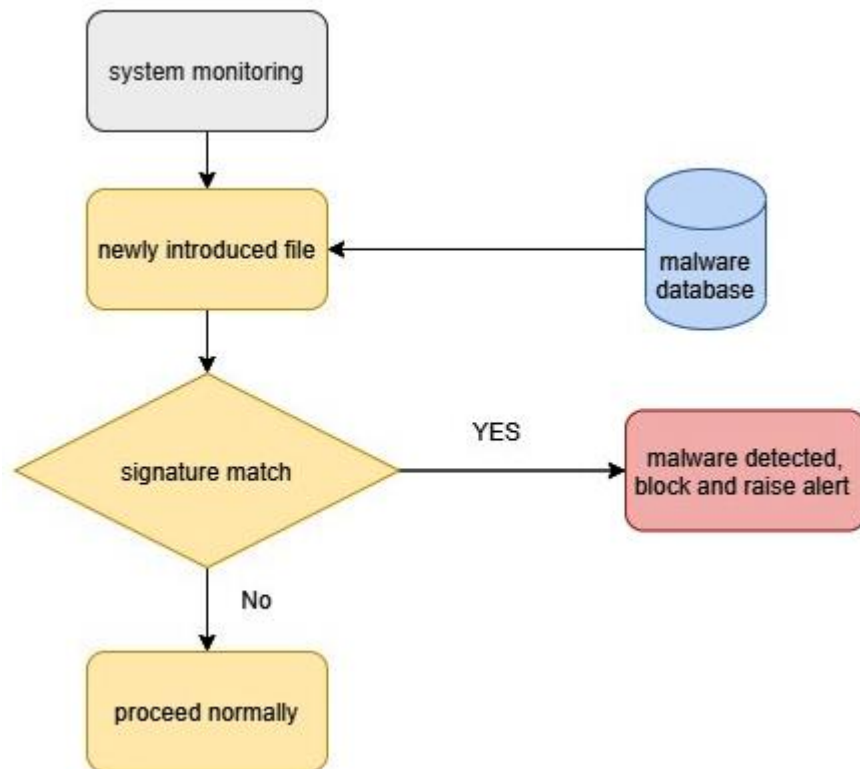 system monitoring
newly introduced file
malware
database
signature match
YES
malware detected,
block and raise alert
No
proceed normally